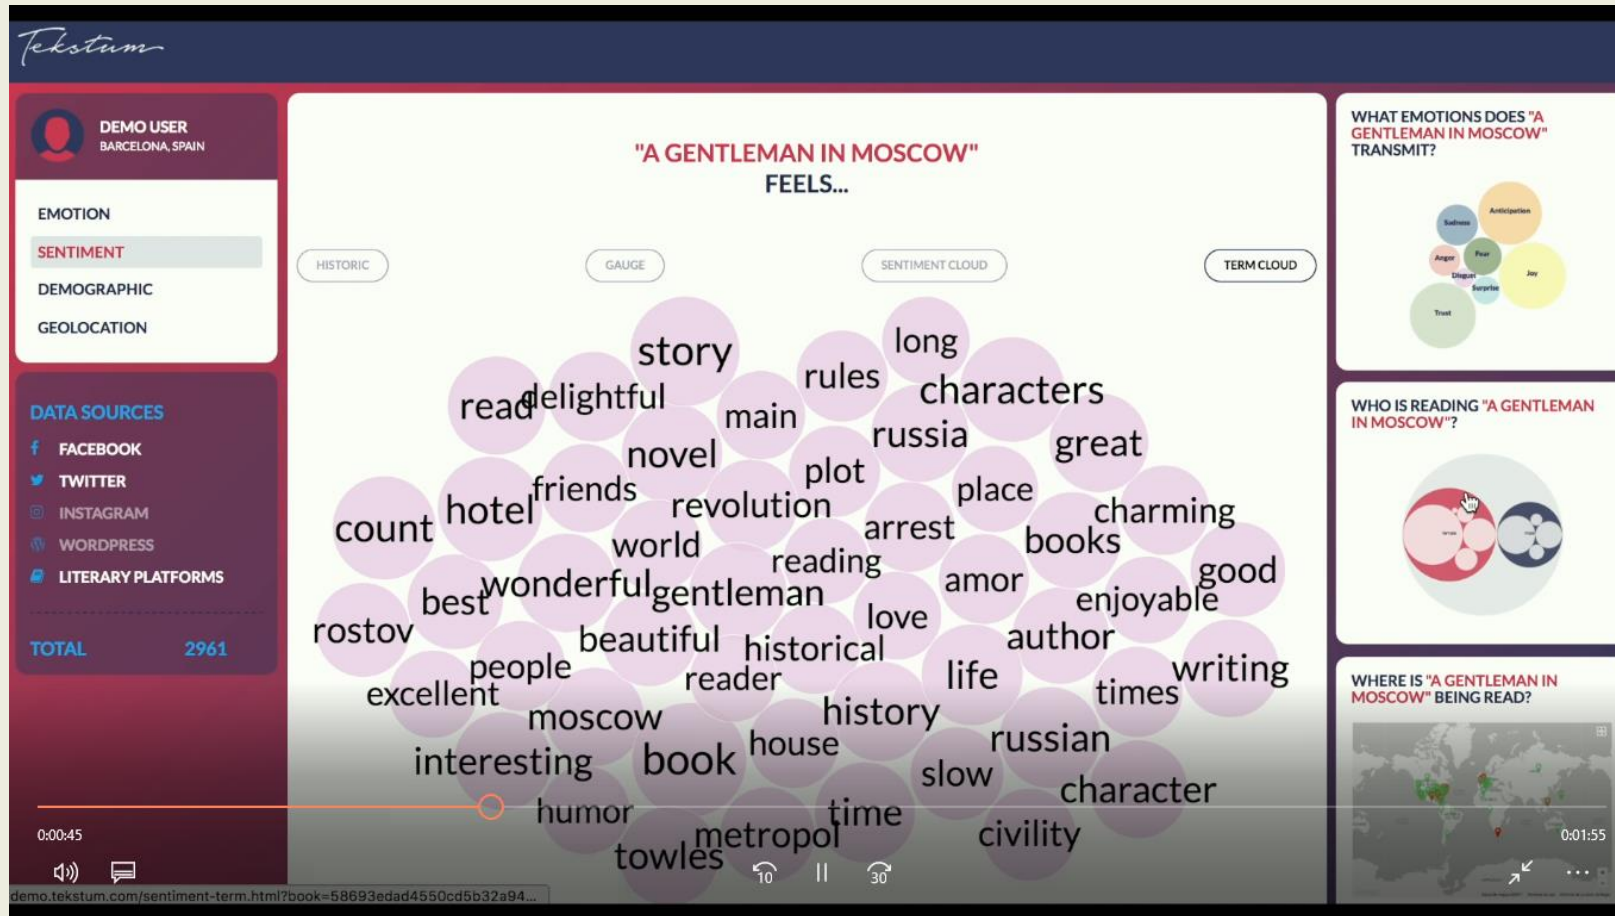 Tekstum
DEMO USER
BARCELONA, SPAIN
EMOTION
SENTIMENT
DEMOGRAPHIC
GEOLOCATION
DATA SOURCES
FACEBOOK
TWITTER
INSTAGRAM
WORDPRESS
LITERARY PLATFORMS
TOTAL 2961
"A GENTLEMAN IN MOSCOW"
FEELS...
HISTORIC GAUGE SENTIMENT CLOUD TERM CLOUD
story
long
rules
read
delightful
characters
main
russia
great
novel
plot
friends
place
hotel
revolution
charming
count
arrest
world
books
reading
good
wonderful
amor
best
gentleman
enjoyable
love
rostov
beautiful
historical
author
people
reader
life
writing
excellent
times
moscow
history
house
russian
interesting
book
slow
character
humor
time
metropol
civility
towles
WHAT EMOTIONS DOES "A
GENTLEMAN IN MOSCOW"
TRANSMIT?
Anticipation
Sadness
Anger
Fear
Disgust
Joy
Surprise
Trust
WHO IS READING "A GENTLEMAN
IN MOSCOW"?
WHERE IS "A GENTLEMAN IN
MOSCOW" BEING READ?
0:00:45
0:01:55
10
30
demo.tekstum.com/sentiment-term.html?book=58693edad4550cd5b32a94...